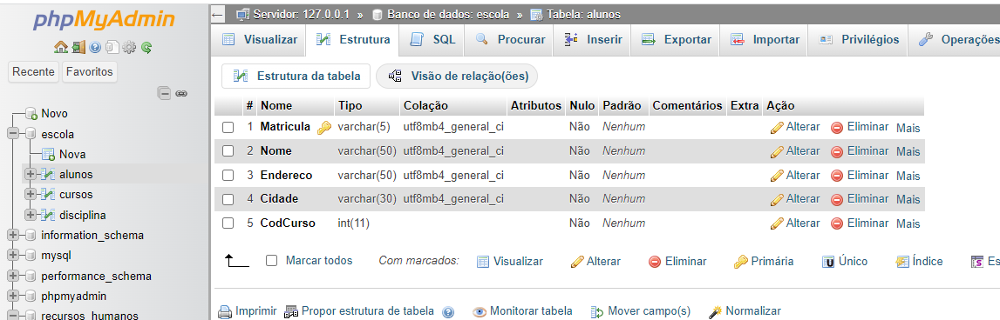 phpMyAdmin
Recente Favoritos
Novo
escola
Nova
alunos
cursos
disciplina
information_schema
mysql
performance_schema
phpmyadmin
recursos_humanos
Servidor: 127.0.0.1 » Banco de dados: escola » Tabela: alunos
Visualizar Estrutura SQL Procurar Inserir Exportar Importar Privilégios Operações
Estrutura da tabela Visão de relação(ões)
# Nome Tipo Colação Atributos Nulo Padrão Comentários Extra Ação
1 Matricula varchar(5) utf8mb4_general_ci Não Nenhum Alterar Eliminar Mais
2 Nome varchar(50) utf8mb4_general_ci Não Nenhum Alterar Eliminar Mais
3 Endereco varchar(50) utf8mb4_general_ci Não Nenhum Alterar Eliminar Mais
4 Cidade varchar(30) utf8mb4_general_ci Não Nenhum Alterar Eliminar Mais
5 CodCurso int(11) Não Nenhum Alterar Eliminar Mais
Marcar todos Com marcados: Visualizar Alterar Eliminar Primária Único Índice Es
Imprimir Propor estrutura de tabela Monitorar tabela Mover campo(s) Normalizar